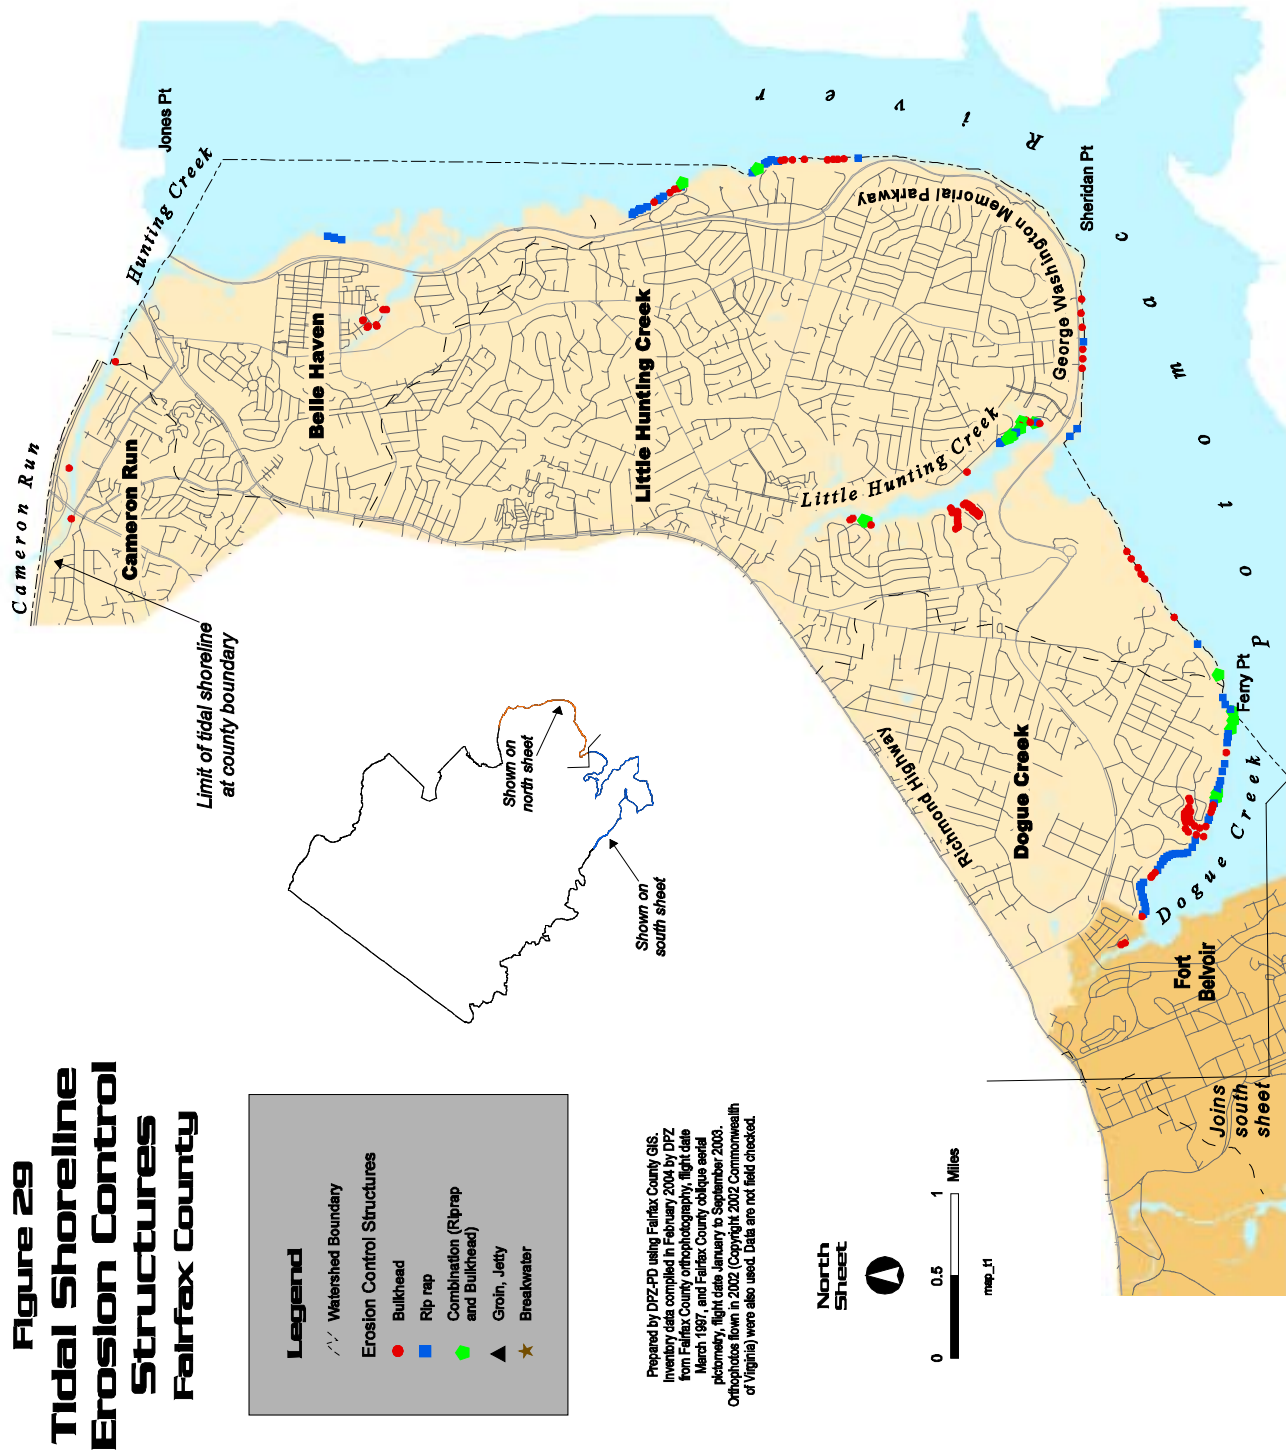 Figure 29
Tidal Shoreline
Erosion Control
Structures
Fairfax County
Legend
Watershed Boundary
Erosion Control Structures
Bulkhead
Rip rap
Combination (Riprap
and Bulkhead)
Groin, Jetty
Breakwater
Prepared by DPZ-PD using Fairfax County GIS.
Inventory data compiled in February 2004 by DPZ
from Fairfax County orthophotography, flight date
March 1997, and Fairfax County oblique aerial
pictometry, flight date January to September 2003.
Orthophotos flown in 2002 (Copyright 2002 Commonwealth
of Virginia) were also used. Data are not field checked.
North
Sheet
0 0.5 1
Miles
map_f1
Cameron Run
Limit of tidal shoreline
at county boundary
Cameron Run
Hunting Creek
Jones Pt
Belle Haven
Little Hunting Creek
Little Hunting Creek
George Washington Memorial Parkway
Sheridan Pt
Potomac River
Shown on
north sheet
Shown on
south sheet
Richmond Highway
Dogue Creek
Ferry Pt
Dogue Creek
Fort
Belvoir
Joins
south
sheet